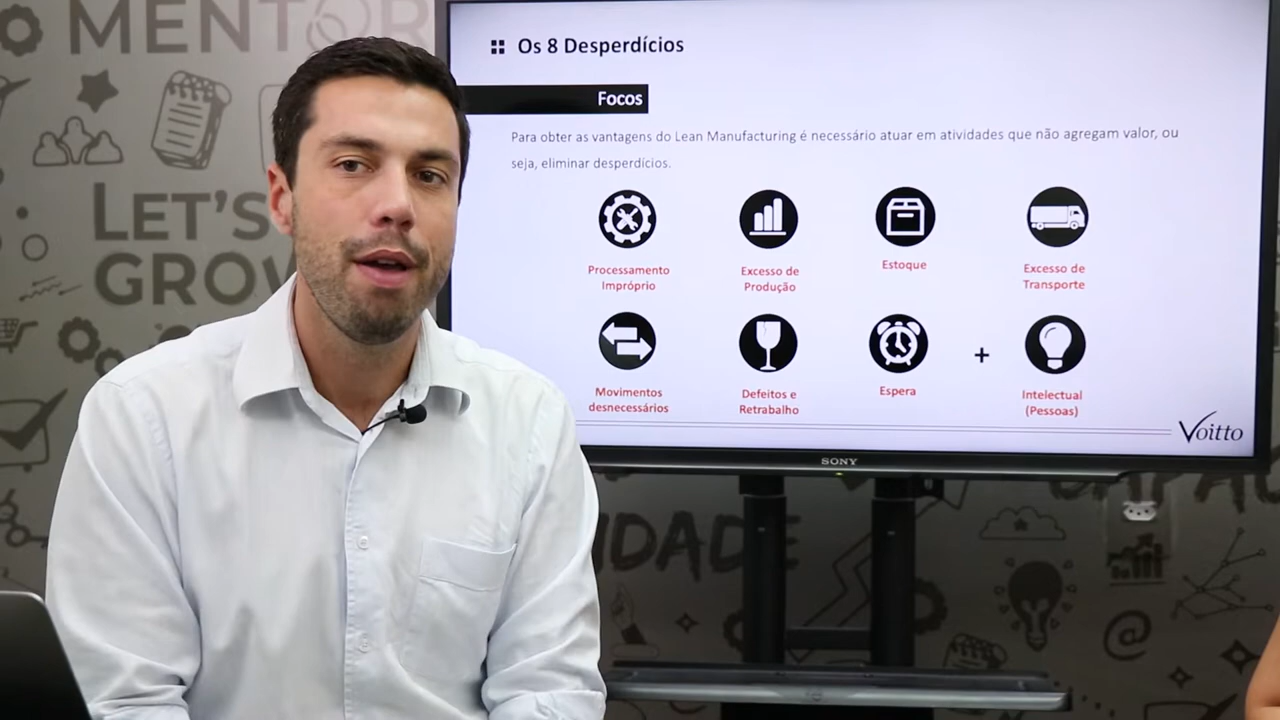 MENTOR
LET'S
GROW
Os 8 Desperdícios
Focos
Para obter as vantagens do Lean Manufacturing é necessário atuar em atividades que não agregam valor, ou
seja, eliminar desperdícios.
Processamento
Impróprio
Excesso de
Produção
Estoque
Excesso de
Transporte
Movimentos
desnecessários
Defeitos e
Retrabalho
Espera
+
Intelectual
(Pessoas)
Voitto
SONY
IDADE